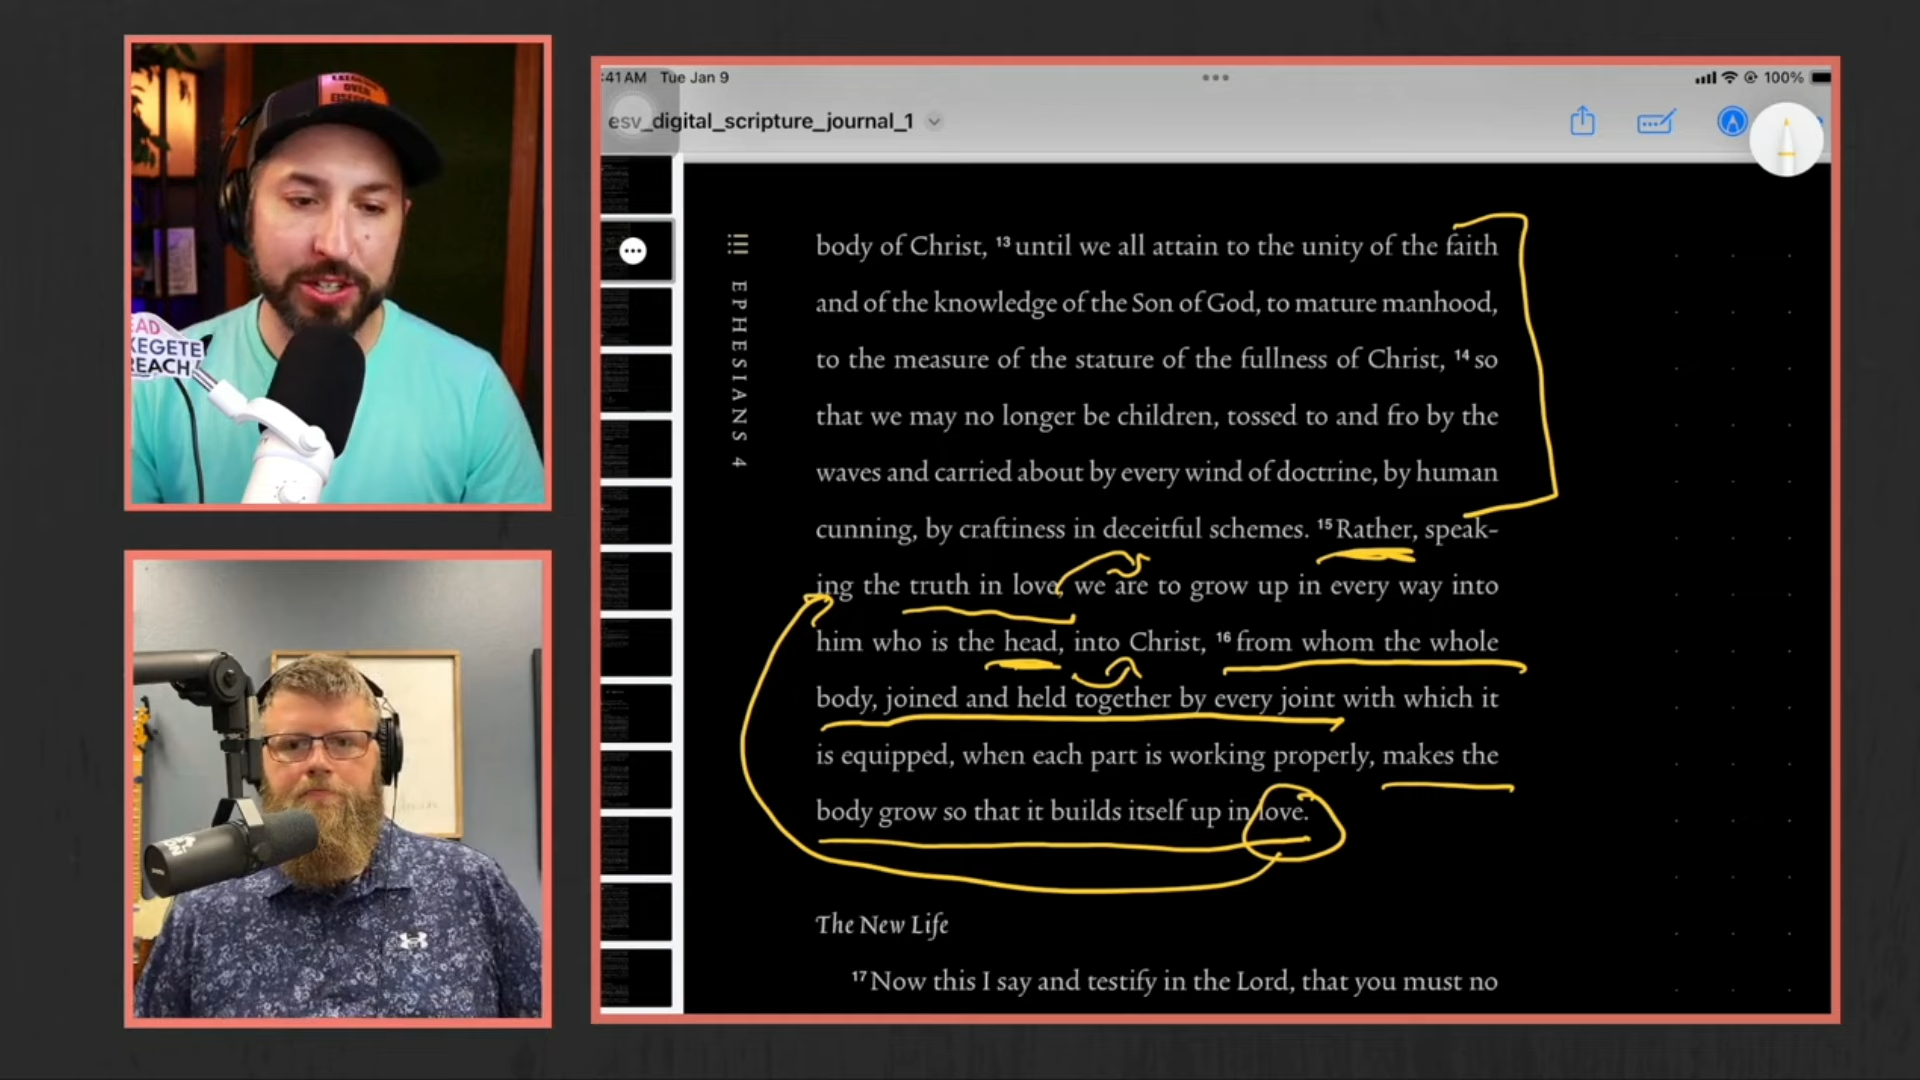 OVER
EAD
KEGETE
REACH!
:41 AM Tue Jan 9
100%
esv_digital_scripture_journal_1
EPHESIANS 4
body of Christ, ¹³ until we all attain to the unity of the faith
and of the knowledge of the Son of God, to mature manhood,
to the measure of the stature of the fullness of Christ, ¹⁴ so
that we may no longer be children, tossed to and fro by the
waves and carried about by every wind of doctrine, by human
cunning, by craftiness in deceitful schemes. ¹⁵ Rather, speak-
ing the truth in love, we are to grow up in every way into
him who is the head, into Christ, ¹⁶ from whom the whole
body, joined and held together by every joint with which it
is equipped, when each part is working properly, makes the
body grow so that it builds itself up in love.
The New Life
¹⁷ Now this I say and testify in the Lord, that you must no